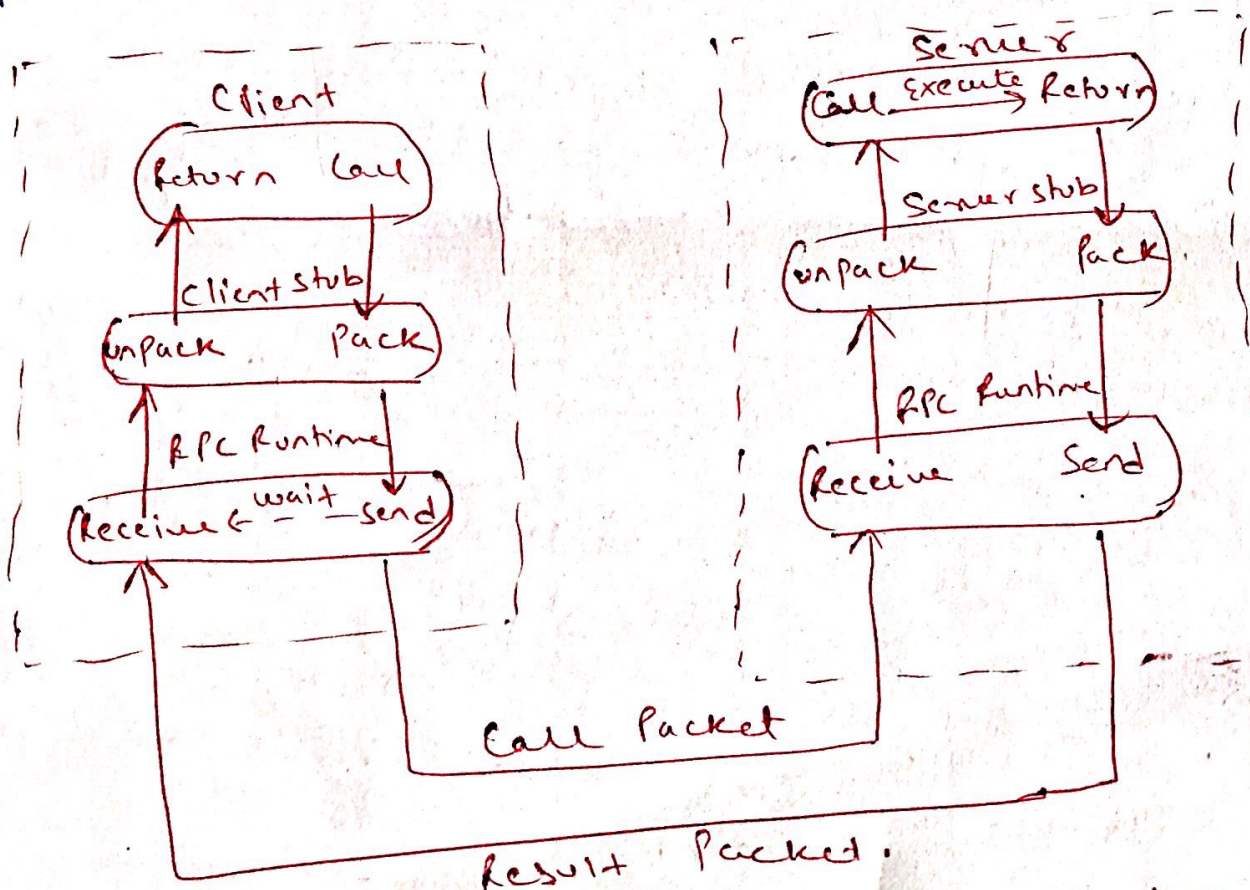 Client
Return Call
Client Stub
Unpack Pack
RPC Runtime
Receive wait Send
Server
Call Execute Return
Server Stub
Unpack Pack
RPC Runtime
Receive Send
Call Packet
Result Packet.